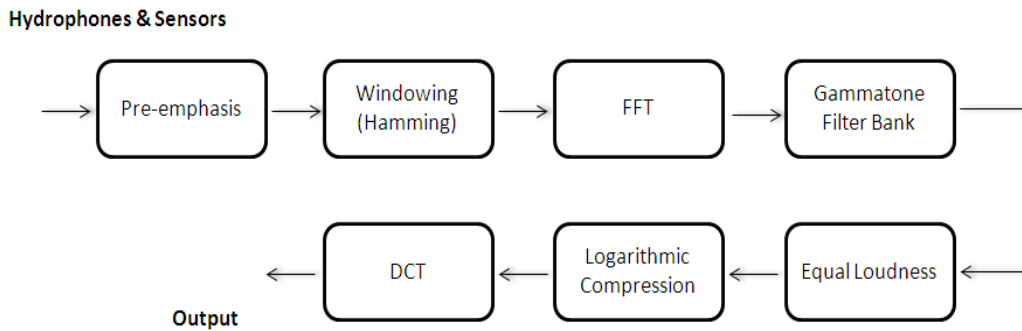 Hydrophones & Sensors
Pre-emphasis
Windowing
(Hamming)
FFT
Gammatone
Filter Bank
Equal Loudness
Logarithmic
Compression
DCT
Output